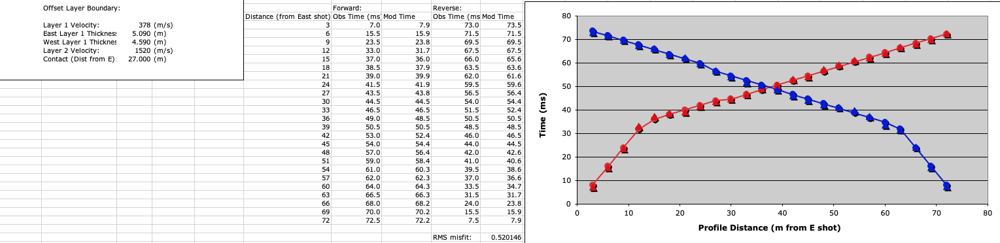 Offset Layer Boundary:
Layer 1 Velocity: 378 (m/s)
East Layer 1 Thicknes: 5.090 (m)
West Layer 1 Thicknes 4.590 (m)
Layer 2 Velocity: 1520 (m/s)
Contact (Dist from E): 27.000 (m)
Forward: Reverse:
Distance (from East shot) Obs Time (ms) Mod Time Obs Time (ms Mod Time
3 7.0 7.9 73.0 73.5
6 15.5 15.9 71.5 71.5
9 23.5 23.8 69.5 69.5
12 33.0 31.7 67.5 67.5
15 37.0 36.0 66.0 65.6
18 38.5 37.9 63.5 63.6
21 39.0 39.9 62.0 61.6
24 41.5 41.9 59.5 59.6
27 43.5 43.8 56.5 56.4
30 44.5 44.5 54.0 54.4
33 46.5 46.5 51.5 52.4
36 49.0 48.5 50.5 50.5
39 50.5 50.5 48.5 48.5
42 53.0 52.4 46.0 46.5
45 54.0 54.4 44.0 44.5
48 57.0 56.4 42.0 42.6
51 59.0 58.4 41.0 40.6
54 61.0 60.3 39.5 38.6
57 62.0 62.3 37.0 36.6
60 64.0 64.3 33.5 34.7
63 66.5 66.3 31.5 31.7
66 68.0 68.2 24.0 23.8
69 70.0 70.2 15.5 15.9
72 72.5 72.2 7.5 7.9
RMS misfit: 0.520146
80
70
60
50
40
30
20
10
0
Time (ms)
0 10 20 30 40 50 60 70 80
Profile Distance (m from E shot)